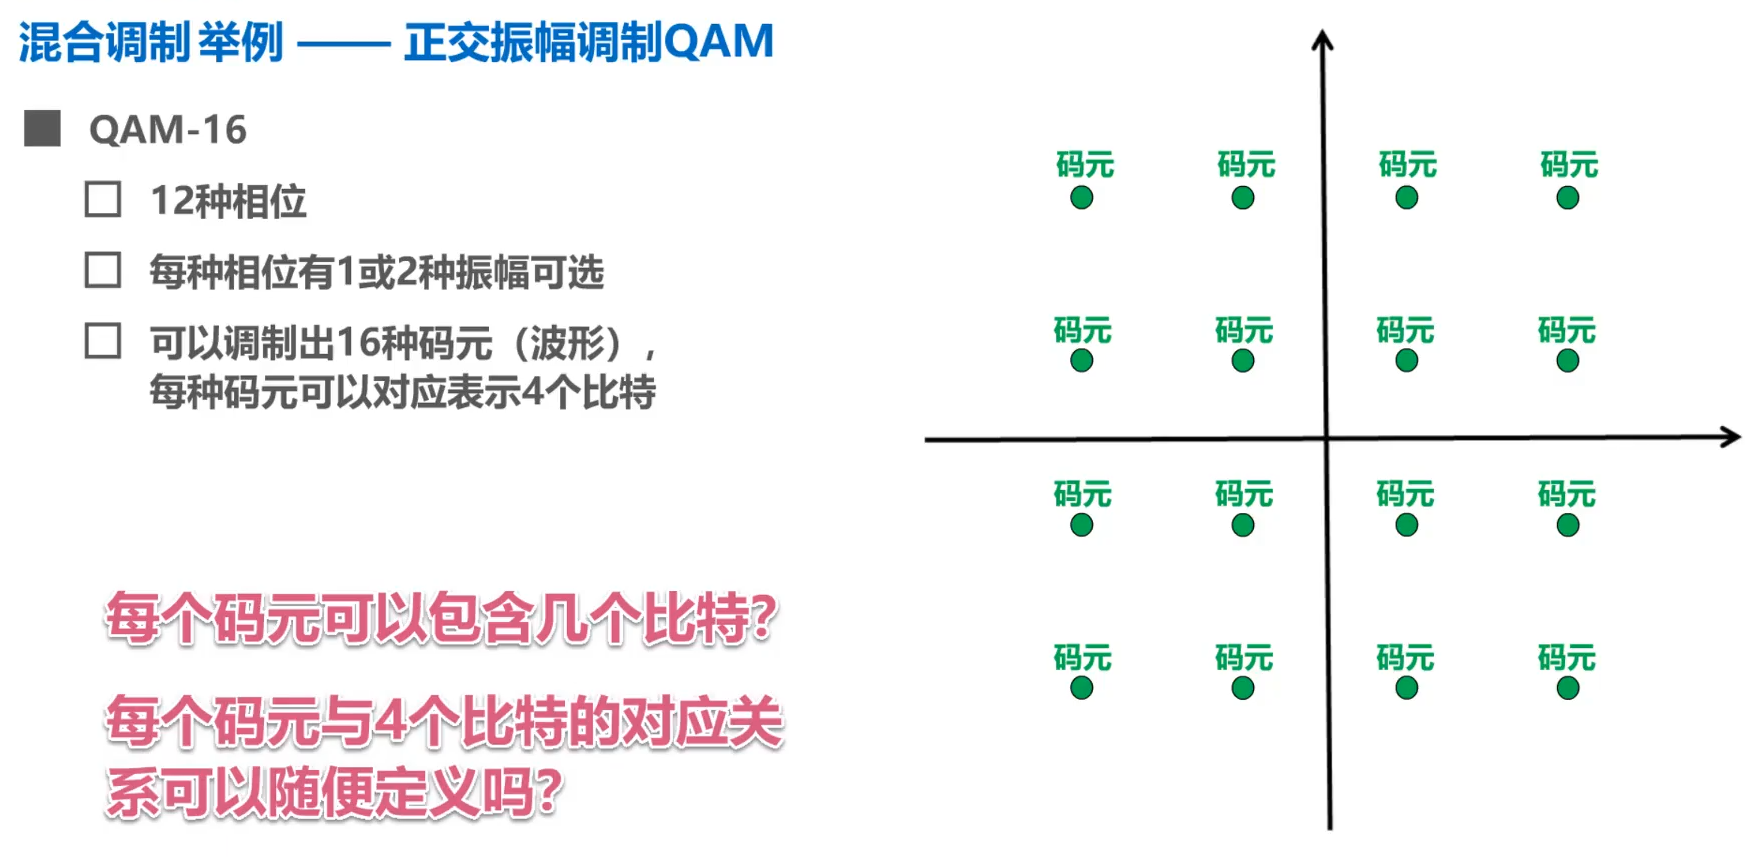 混合调制 举例 —— 正交振幅调制QAM
QAM-16
12种相位
每种相位有1或2种振幅可选
可以调制出16种码元（波形），
每种码元可以对应表示4个比特
每个码元可以包含几个比特？
每个码元与4个比特的对应关
系可以随便定义吗？
码元 码元 码元 码元
码元 码元 码元 码元
码元 码元 码元 码元
码元 码元 码元 码元